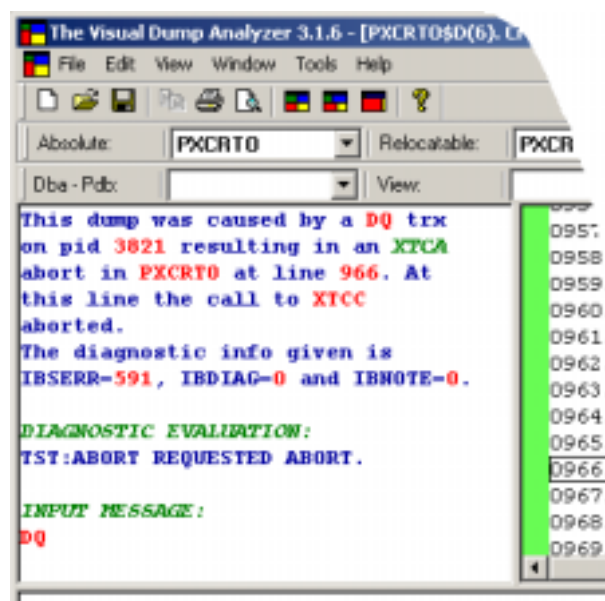 The Visual Dump Analyzer 3.1.6 - [PXCRTO$D(6).
File Edit View Window Tools Help
Absolute: PXCRTO Relocatable: PXCR
Dba - Pdb: View:
This dump was caused by a DQ trx
on pid 3821 resulting in an XTCA
abort in PXCRTO at line 966. At
this line the call to XTCC
aborted.
The diagnostic info given is
IBSERR=591, IBDIAG=0 and IBNOTE=0.
DIAGNOSTIC EVALUATION:
TST:ABORT REQUESTED ABORT.
INPUT MESSAGE:
DQ
0957
0958
0959
0960
0961
0962
0963
0964
0965
0966
0967
0968
0969